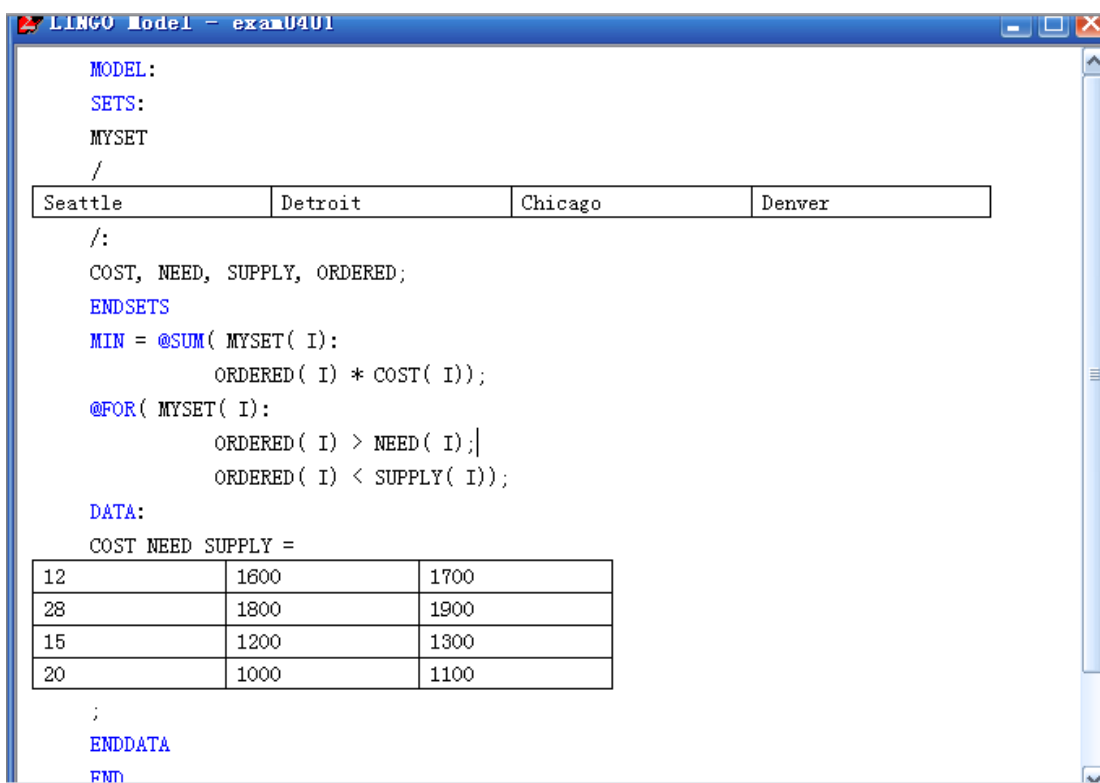 LINGO Model - exam0401
MODEL:
SETS:
MYSET
/
Seattle Detroit Chicago Denver
/:
COST, NEED, SUPPLY, ORDERED;
ENDSETS
MIN = @SUM( MYSET( I):
ORDERED( I) * COST( I));
@FOR( MYSET( I):
ORDERED( I) > NEED( I);
ORDERED( I) < SUPPLY( I));
DATA:
COST NEED SUPPLY =
12 1600 1700
28 1800 1900
15 1200 1300
20 1000 1100
;
ENDDATA
END